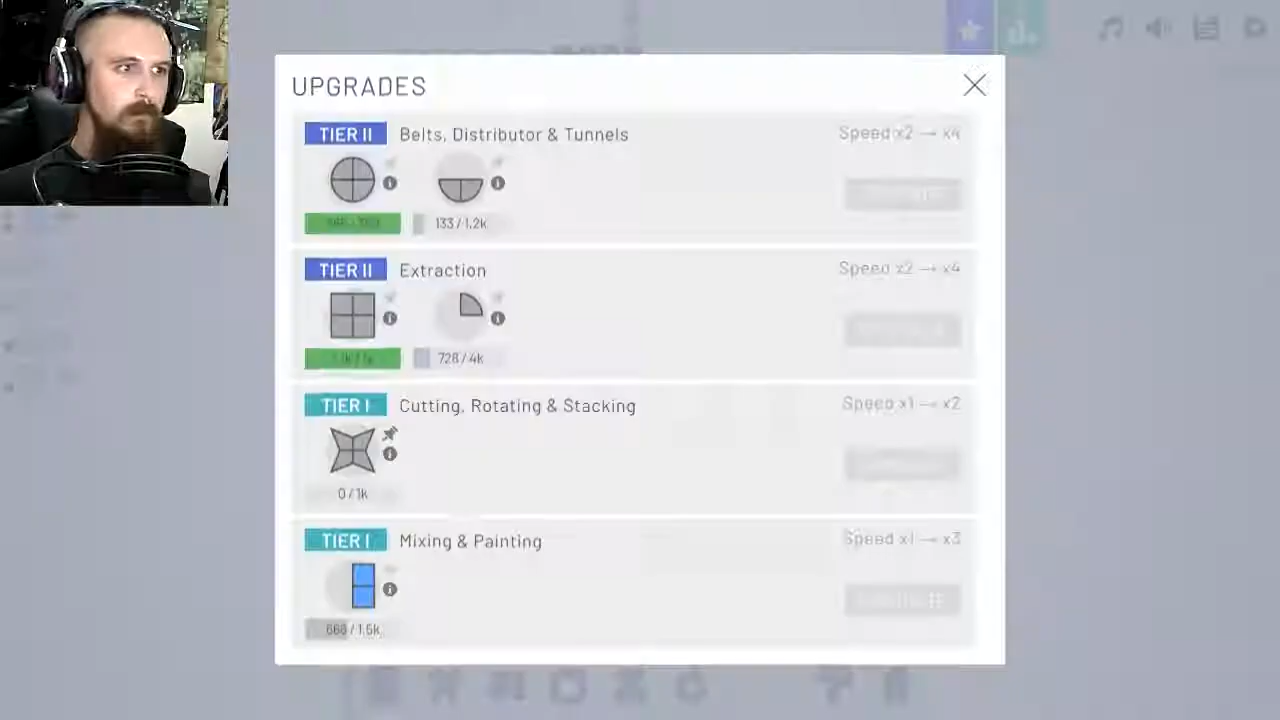 UPGRADES
TIER II Belts, Distributor & Tunnels Speed x2 → x4
133 / 1.2k
TIER II Extraction Speed x2 → x4
728 / 4k
TIER I Cutting, Rotating & Stacking Speed x1 → x2
0 / 1k
TIER I Mixing & Painting Speed x1 → x3
666 / 1.5k